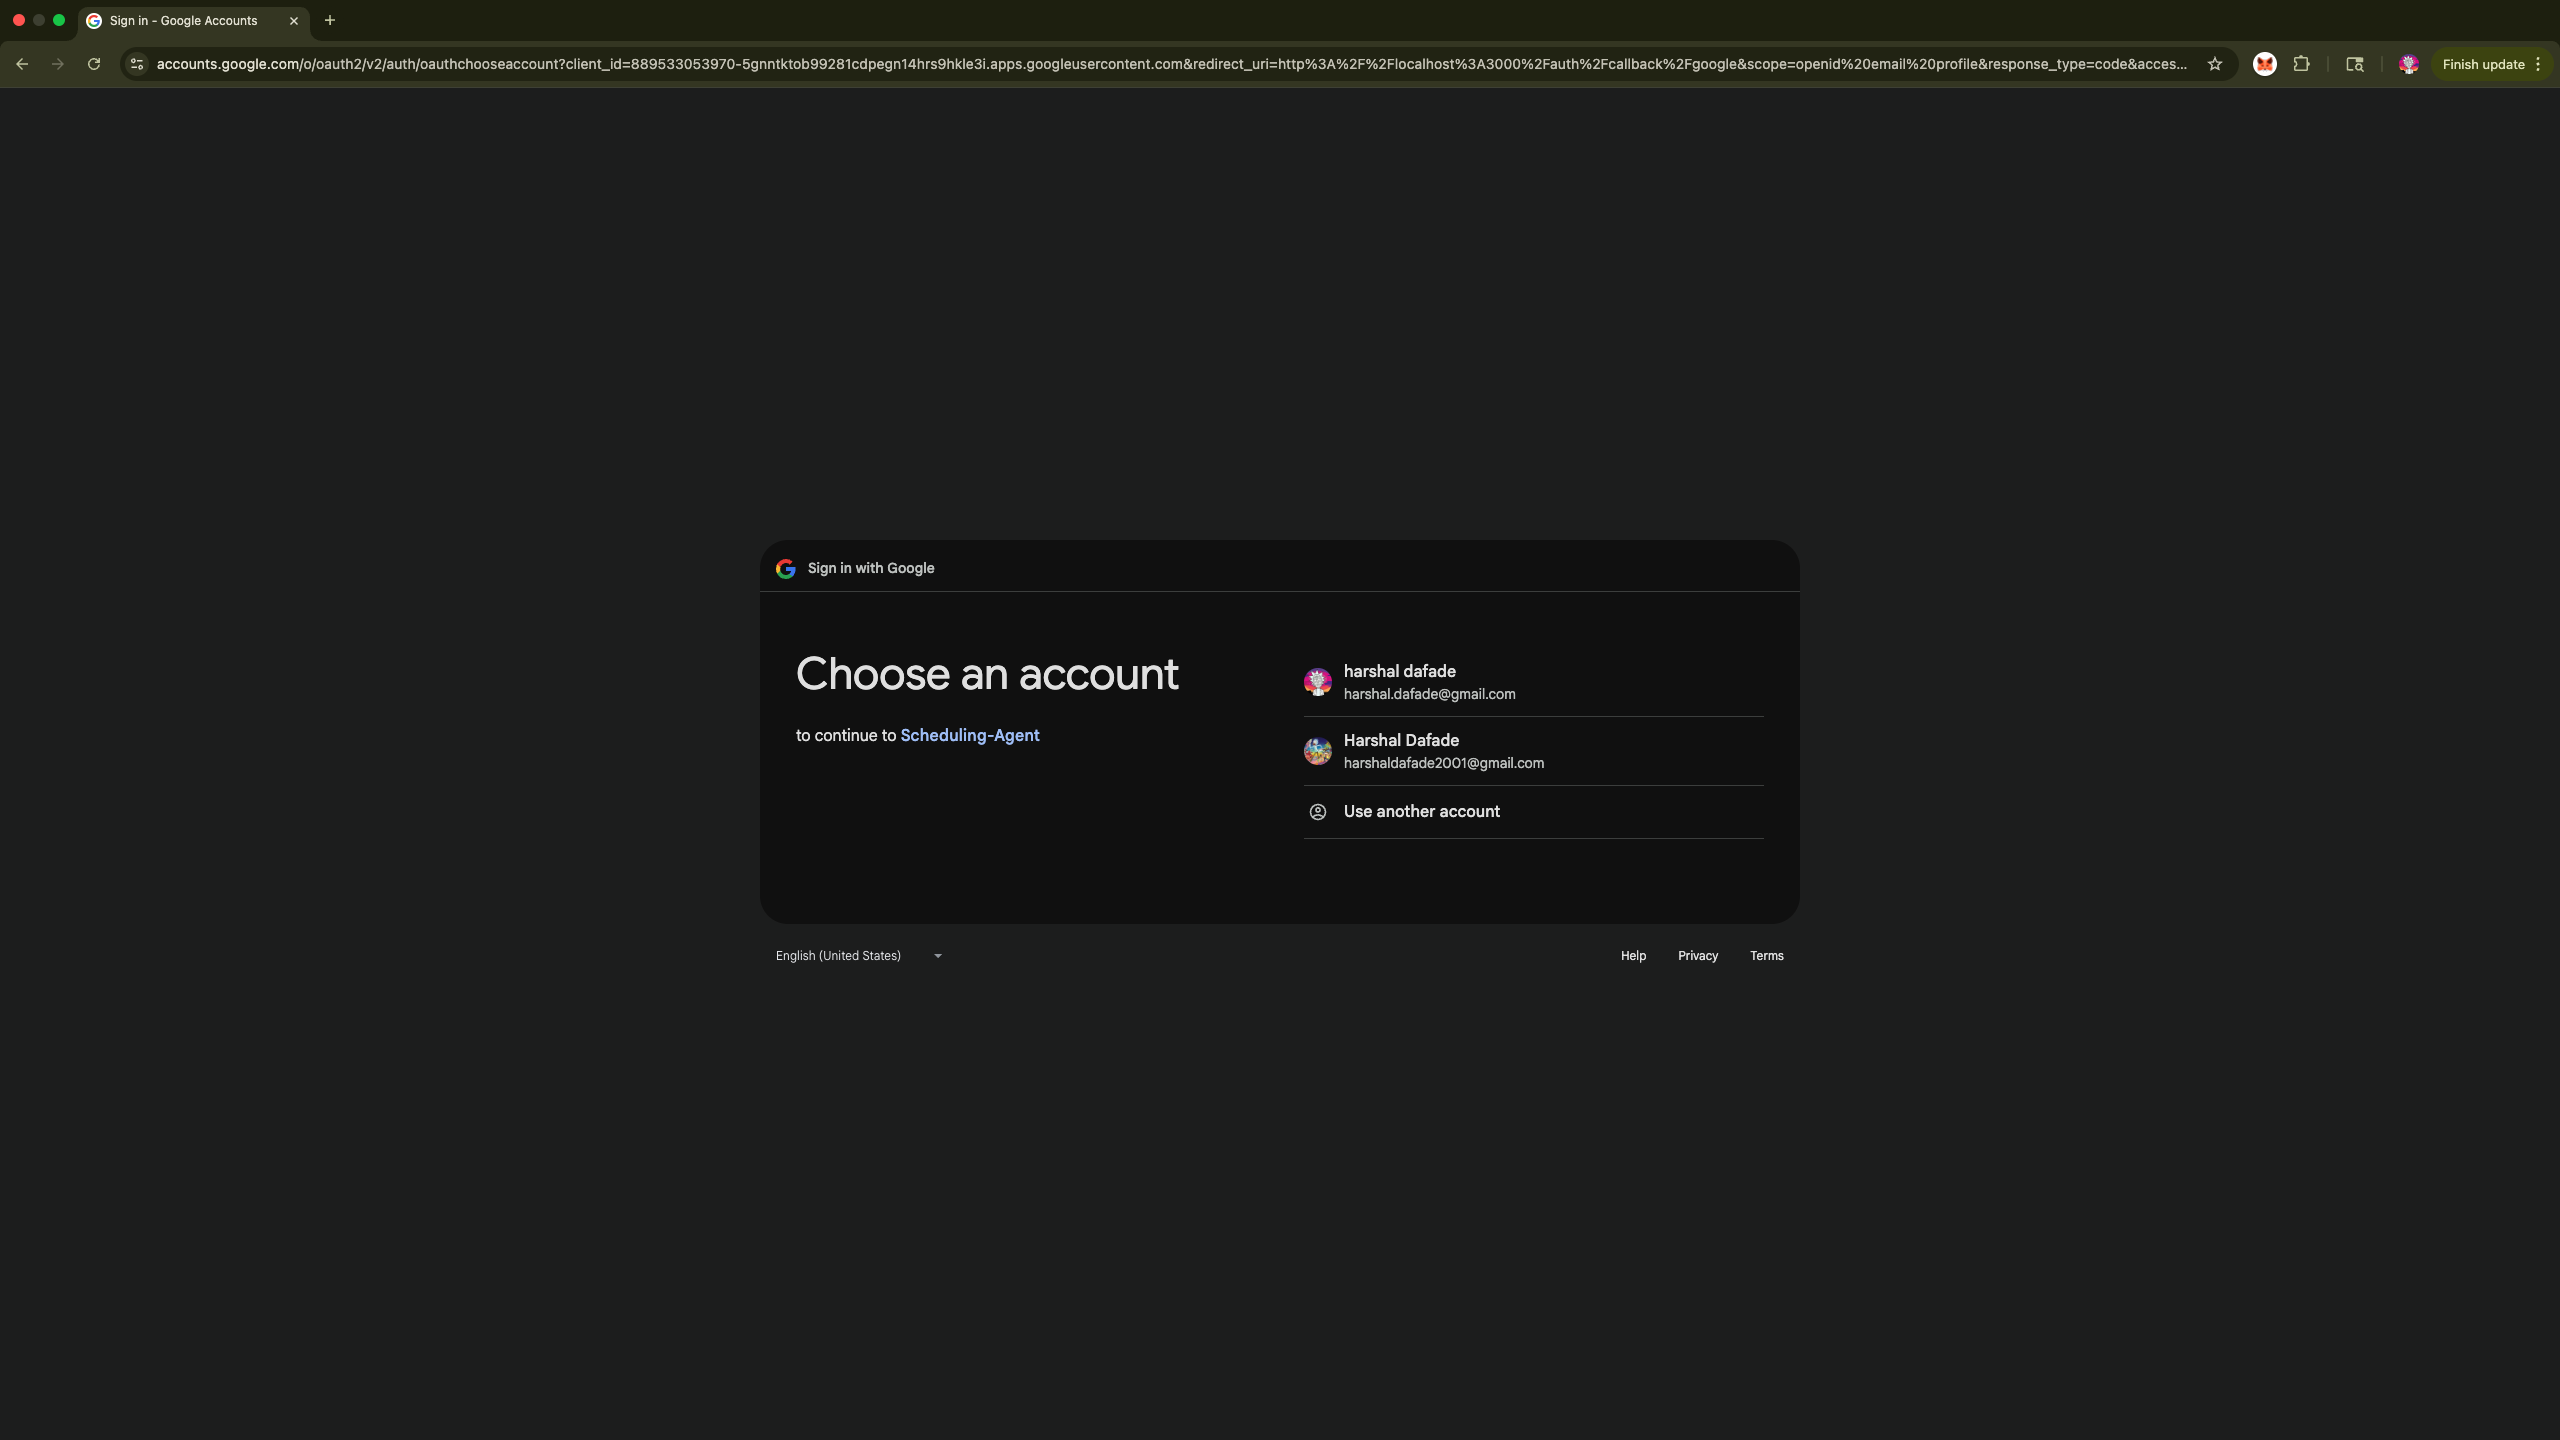 Sign in - Google Accounts
accounts.google.com/o/oauth2/v2/auth/oauthchooseaccount?client_id=889533053970-5gnntktob99281cdpegn14hrs9hkle3i.apps.googleusercontent.com&redirect_uri=http%3A%2F%2Flocalhost%3A3000%2Fauth%2Fcallback%2Fgoogle&scope=openid%20email%20profile&response_type=code&acces...
Finish update
Sign in with Google
Choose an account
to continue to Scheduling-Agent
harshal dafade
harshal.dafade@gmail.com
Harshal Dafade
harshaldafade2001@gmail.com
Use another account
English (United States)
Help
Privacy
Terms